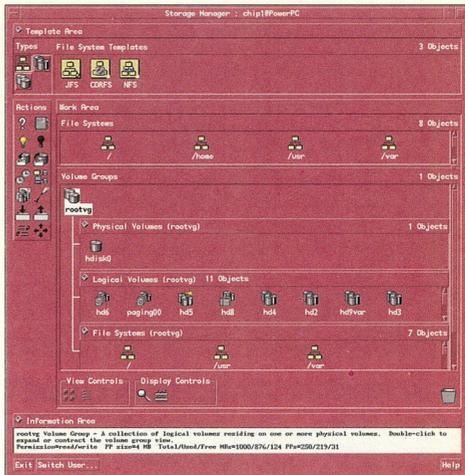 Storage Manager : chip1@PowerPC
Template Area
Types File System Templates 3 Objects
JFS CDRFS NFS
Actions Work Area
File Systems 8 Objects
/ /home /usr /var
Volume Groups 1 Objects
rootvg
Physical Volumes (rootvg) 1 Objects
hdisk0
Logical Volumes (rootvg) 11 Objects
hd6 paging00 hd5 hd8 hd4 hd2 hd9var hd3
File Systems (rootvg) 7 Objects
/ /usr /var
View Controls Display Controls
Information Area
rootvg Volume Group - A collection of logical volumes residing on one or more physical volumes. Double-click to
expand or contract the volume group view.
Permission=read/write PP size=4 MB Total/Used/Free MBs=1000/876/124 PPs=250/219/31
Exit Switch User... Help